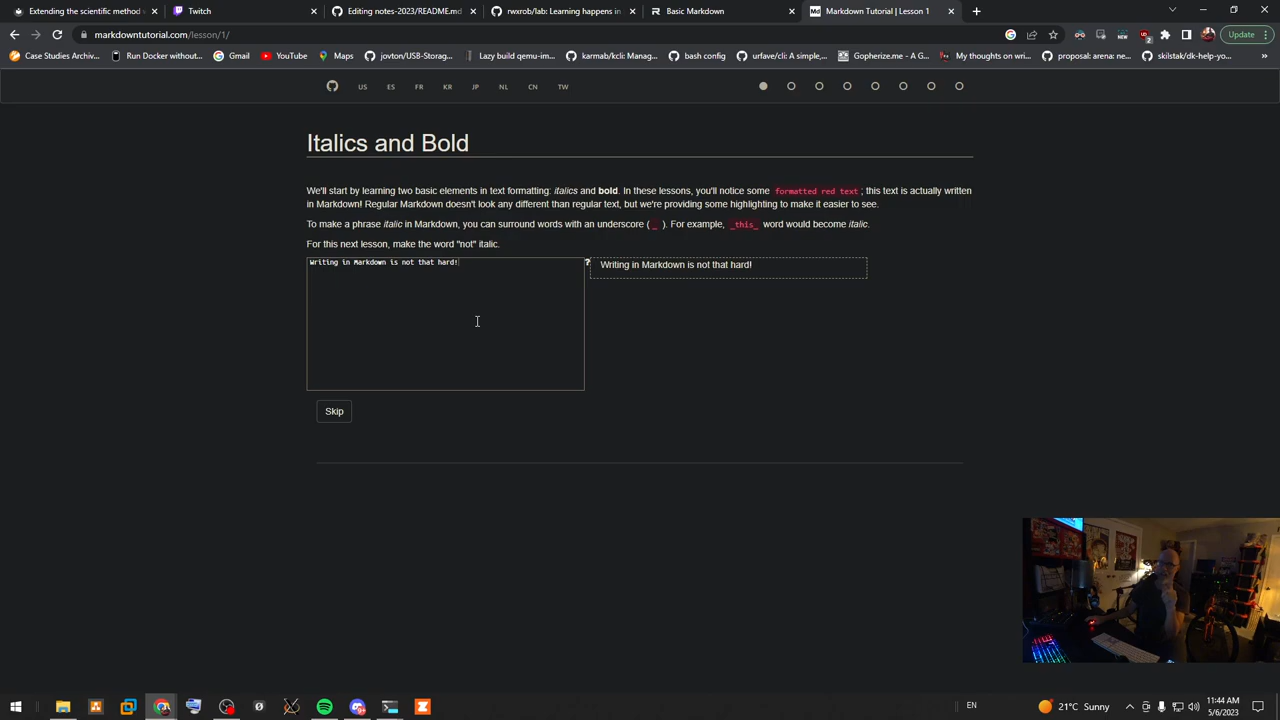 Extending the scientific method
Twitch
Editing notes-2023/README.md
rwxrob/lab: Learning happens in
Basic Markdown
Markdown Tutorial | Lesson 1
markdowntutorial.com/lesson/1/
Update
Case Studies Archiv...
Run Docker without...
Gmail
YouTube
Maps
jovton/USB-Storag...
Lazy build qemu-im...
karmab/kcli: Manag...
bash config
urfave/cli: A simple,...
Gopherize.me - A G...
My thoughts on wri...
proposal: arena: ne...
skilstak/dk-help-yo...
US ES FR KR JP NL CN TW
Italics and Bold
We'll start by learning two basic elements in text formatting: italics and bold. In these lessons, you'll notice some formatted red text; this text is actually written
in Markdown! Regular Markdown doesn't look any different than regular text, but we're providing some highlighting to make it easier to see.
To make a phrase italic in Markdown, you can surround words with an underscore ( _ ). For example, _this_ word would become italic.
For this next lesson, make the word "not" italic.
Writing in Markdown is not that hard!
?
Writing in Markdown is not that hard!
Skip
21°C Sunny
EN
11:44 AM
5/6/2023